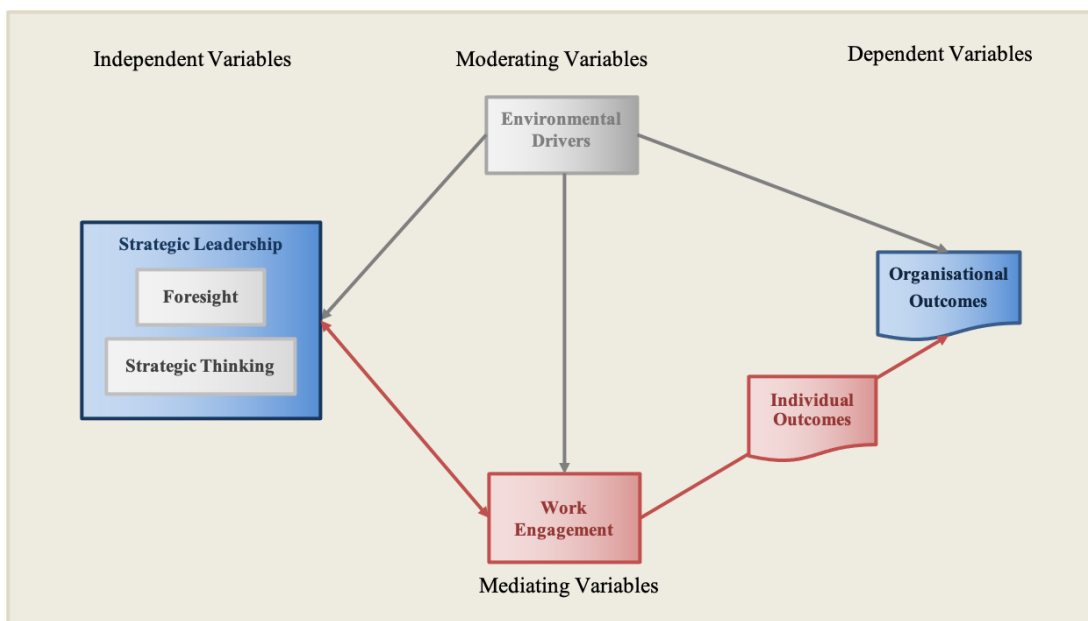 Independent Variables
Moderating Variables
Dependent Variables
Environmental
Drivers
Strategic Leadership
Foresight
Strategic Thinking
Organisational
Outcomes
Individual
Outcomes
Work
Engagement
Mediating Variables